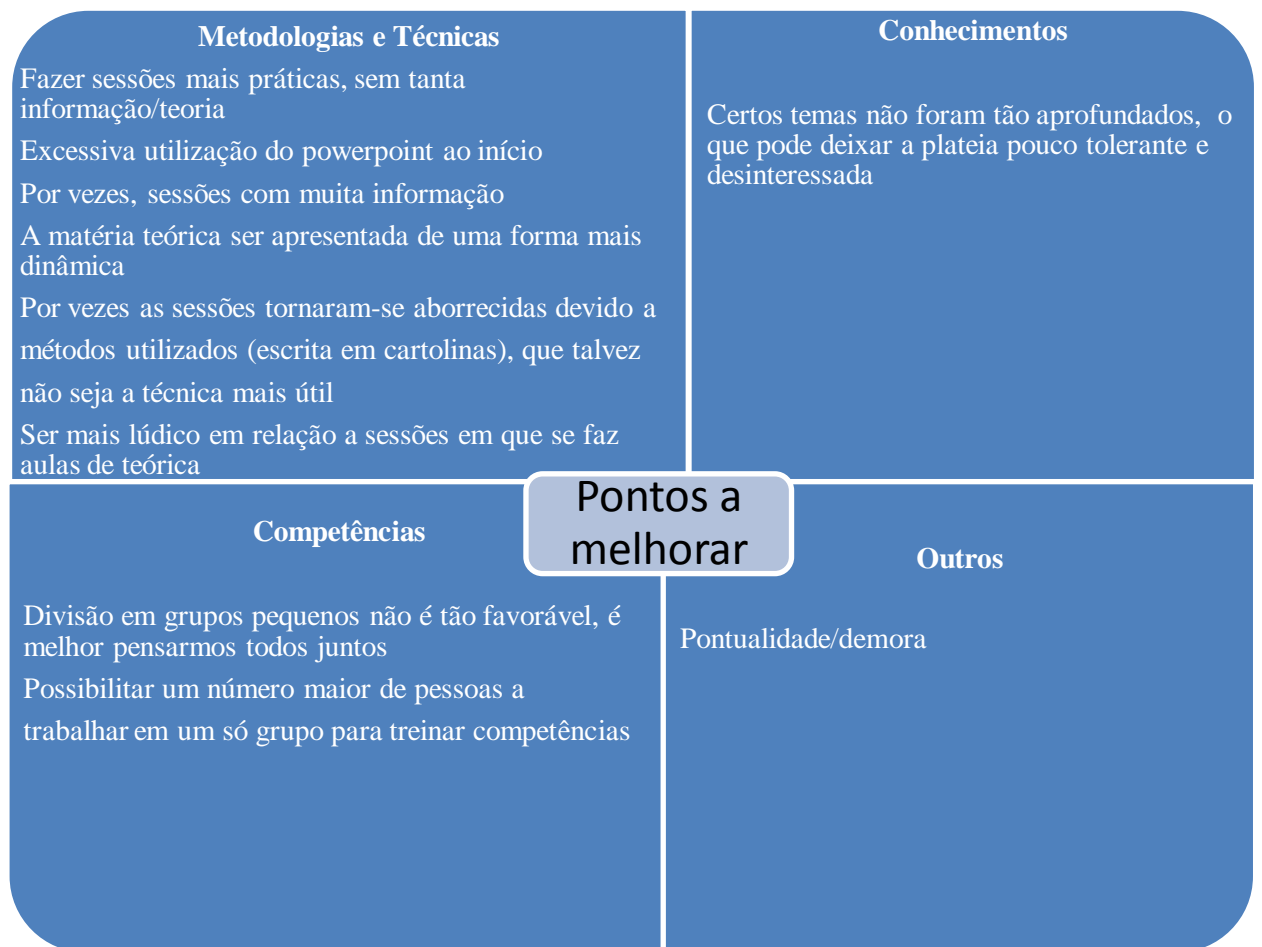 Metodologias e Técnicas
Fazer sessões mais práticas, sem tanta
informação/teoria
Excessiva utilização do powerpoint ao início
Por vezes, sessões com muita informação
A matéria teórica ser apresentada de uma forma mais
dinâmica
Por vezes as sessões tornaram-se aborrecidas devido a
métodos utilizados (escrita em cartolinas), que talvez
não seja a técnica mais útil
Ser mais lúdico em relação a sessões em que se faz
aulas de teórica
Conhecimentos
Certos temas não foram tão aprofundados, o
que pode deixar a plateia pouco tolerante e
desinteressada
Pontos a
melhorar
Competências
Divisão em grupos pequenos não é tão favorável, é
melhor pensarmos todos juntos
Possibilitar um número maior de pessoas a
trabalhar em um só grupo para treinar competências
Outros
Pontualidade/demora